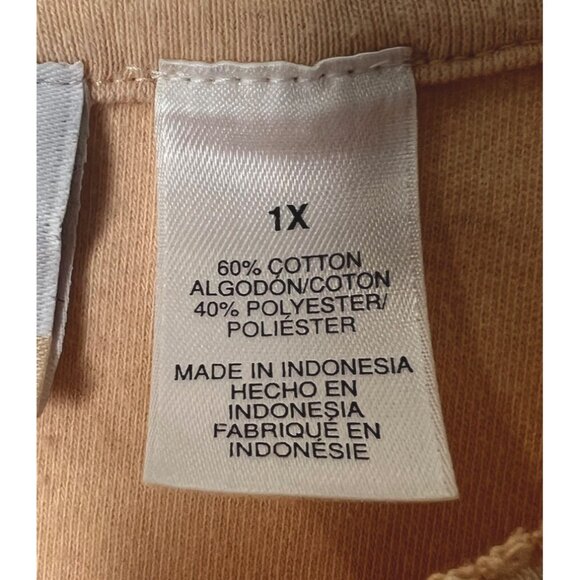 1X
60% COTTON
ALGODÓN/COTON
40% POLYESTER/
POLIÉSTER
MADE IN INDONESIA
HECHO EN
INDONESIA
FABRIQUÉ EN
INDONÉSIE